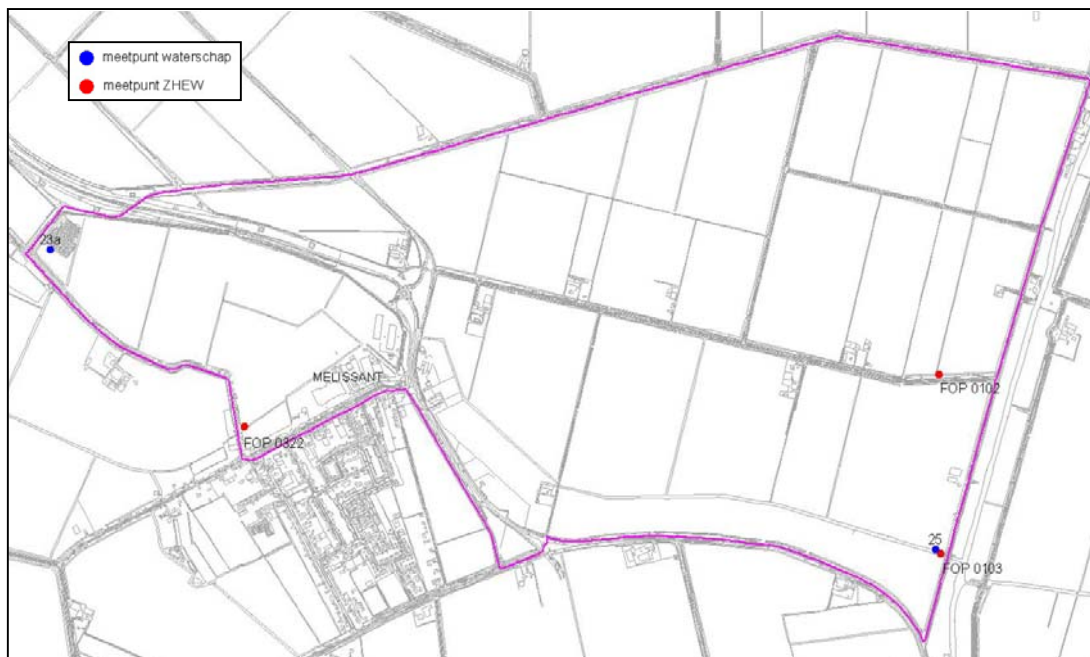 meetpunt waterschap
meetpunt ZHEW
23a
MELISSANT
FOP 0102
FOP 0322
25
FOP 0103